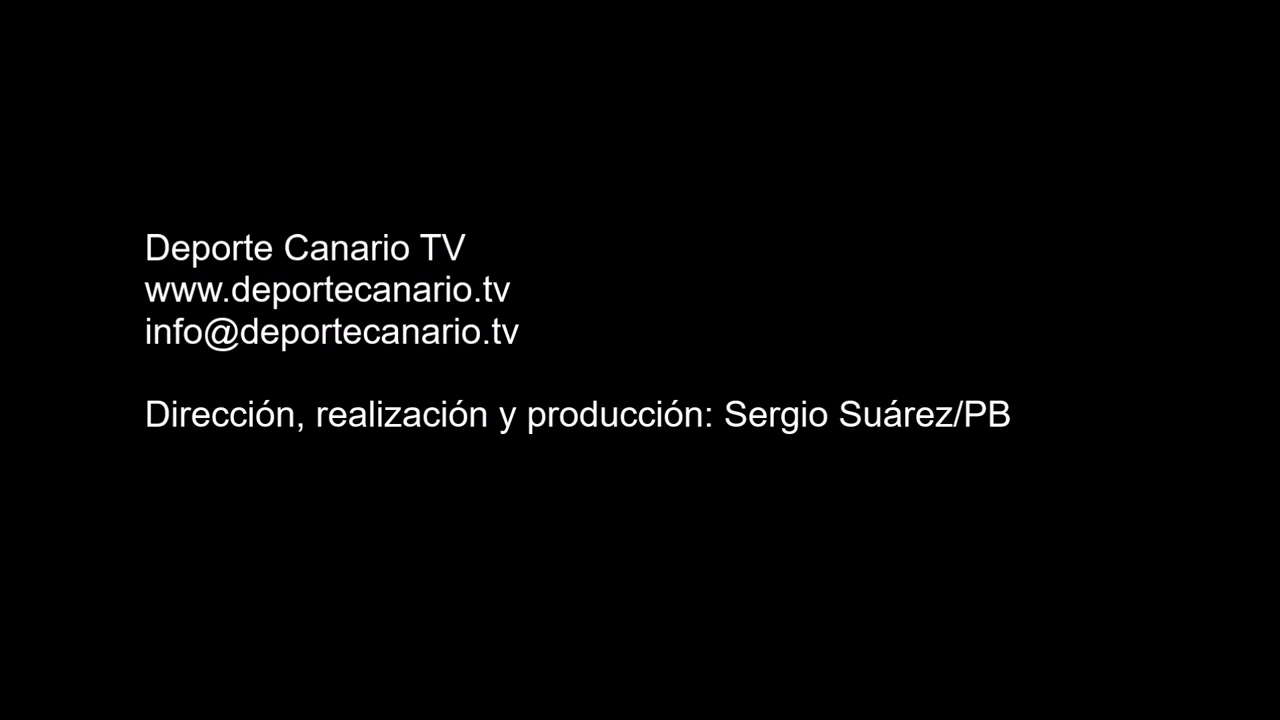 Deporte Canario TV
www.deportecanario.tv
info@deportecanario.tv
Dirección, realización y producción: Sergio Suárez/PB